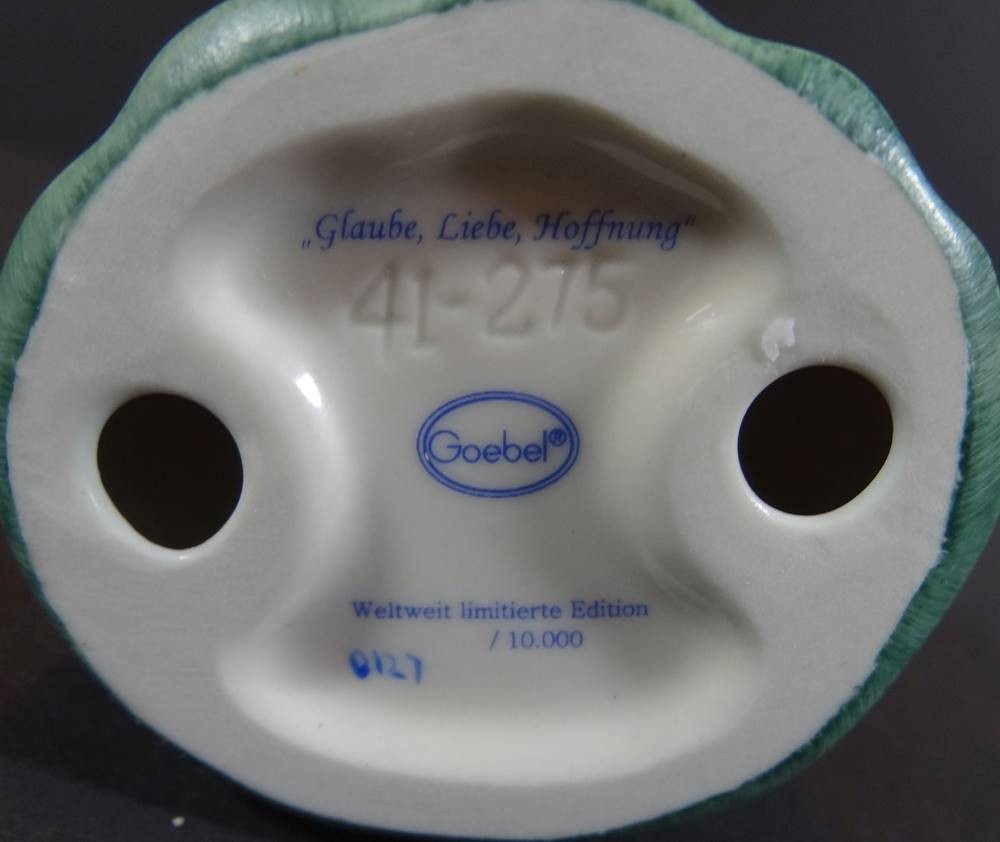 „Glaube, Liebe, Hoffnung"
41-275
Goebel®
Weltweit limitierte Edition
/ 10.000
0127